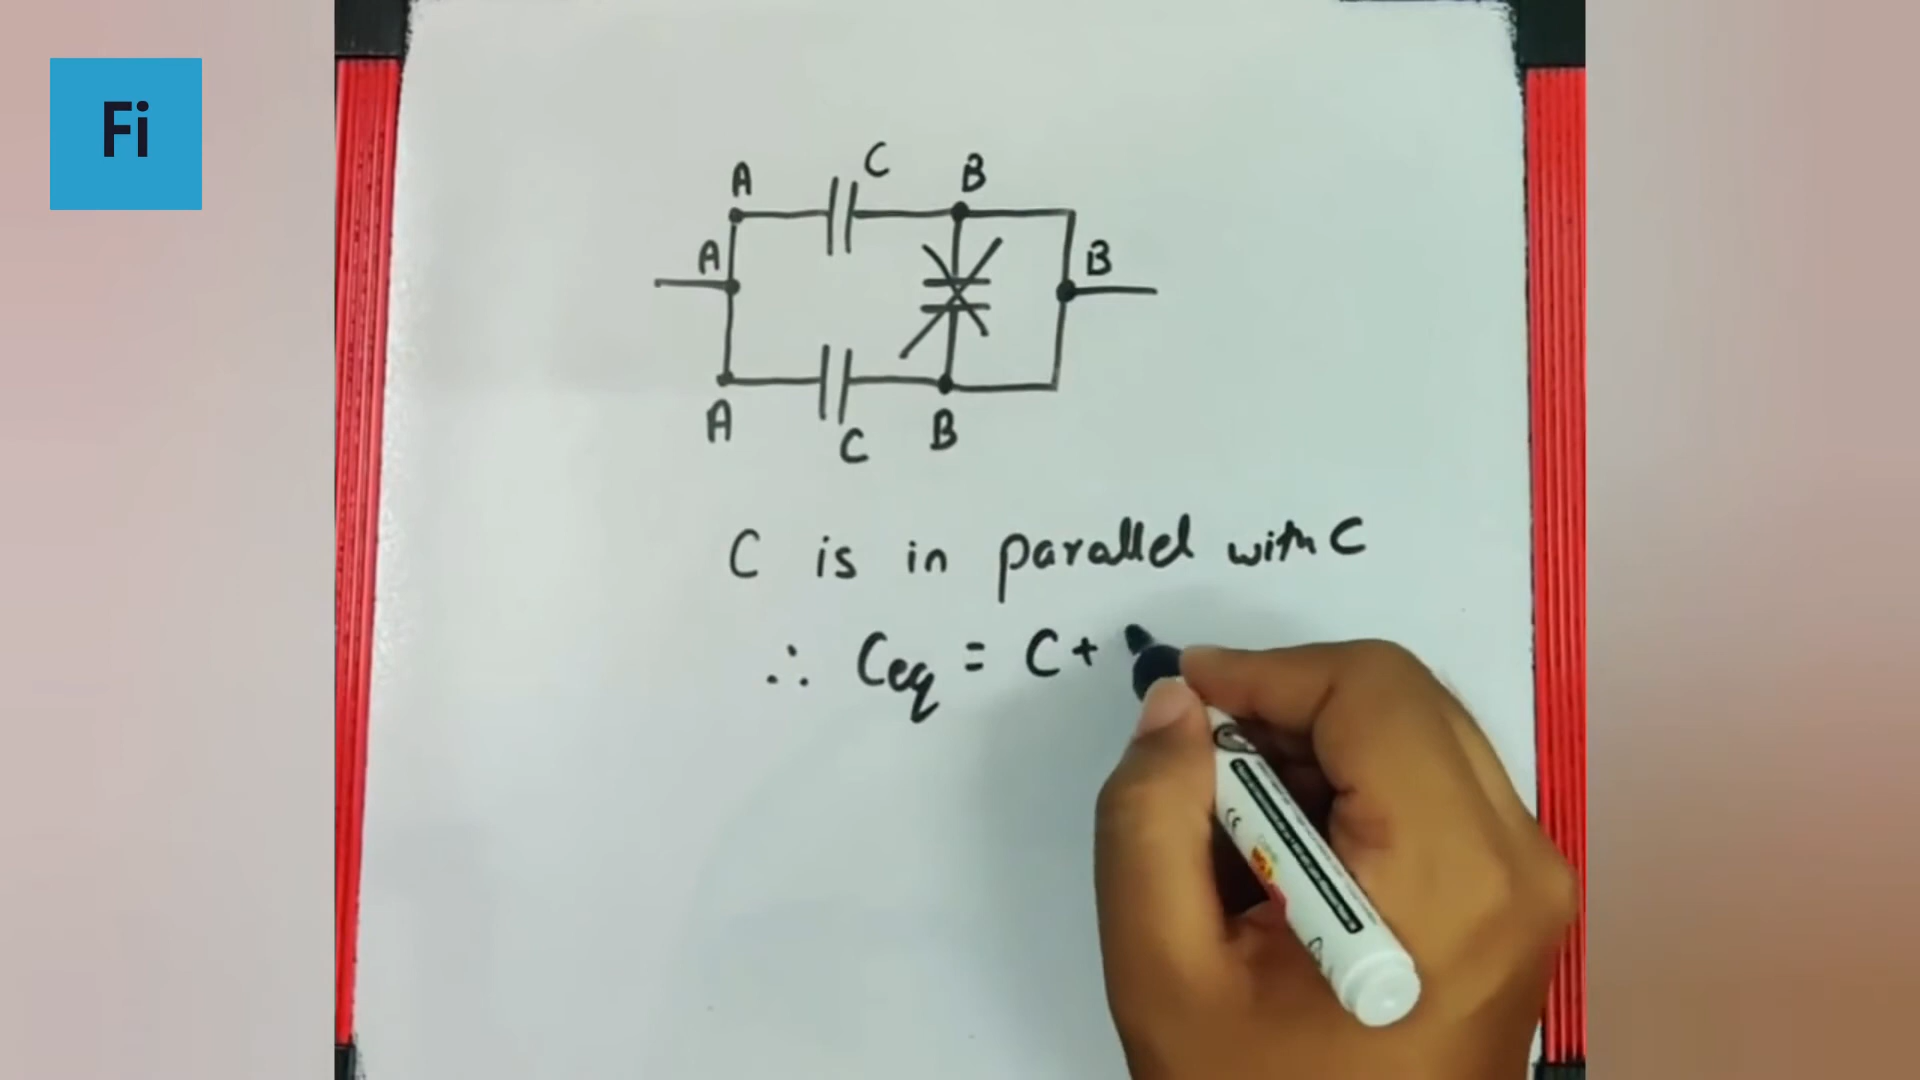 Fi
C
A
B
A
B
A
C
B
C is in parallel with C
∴ Ceq = C +